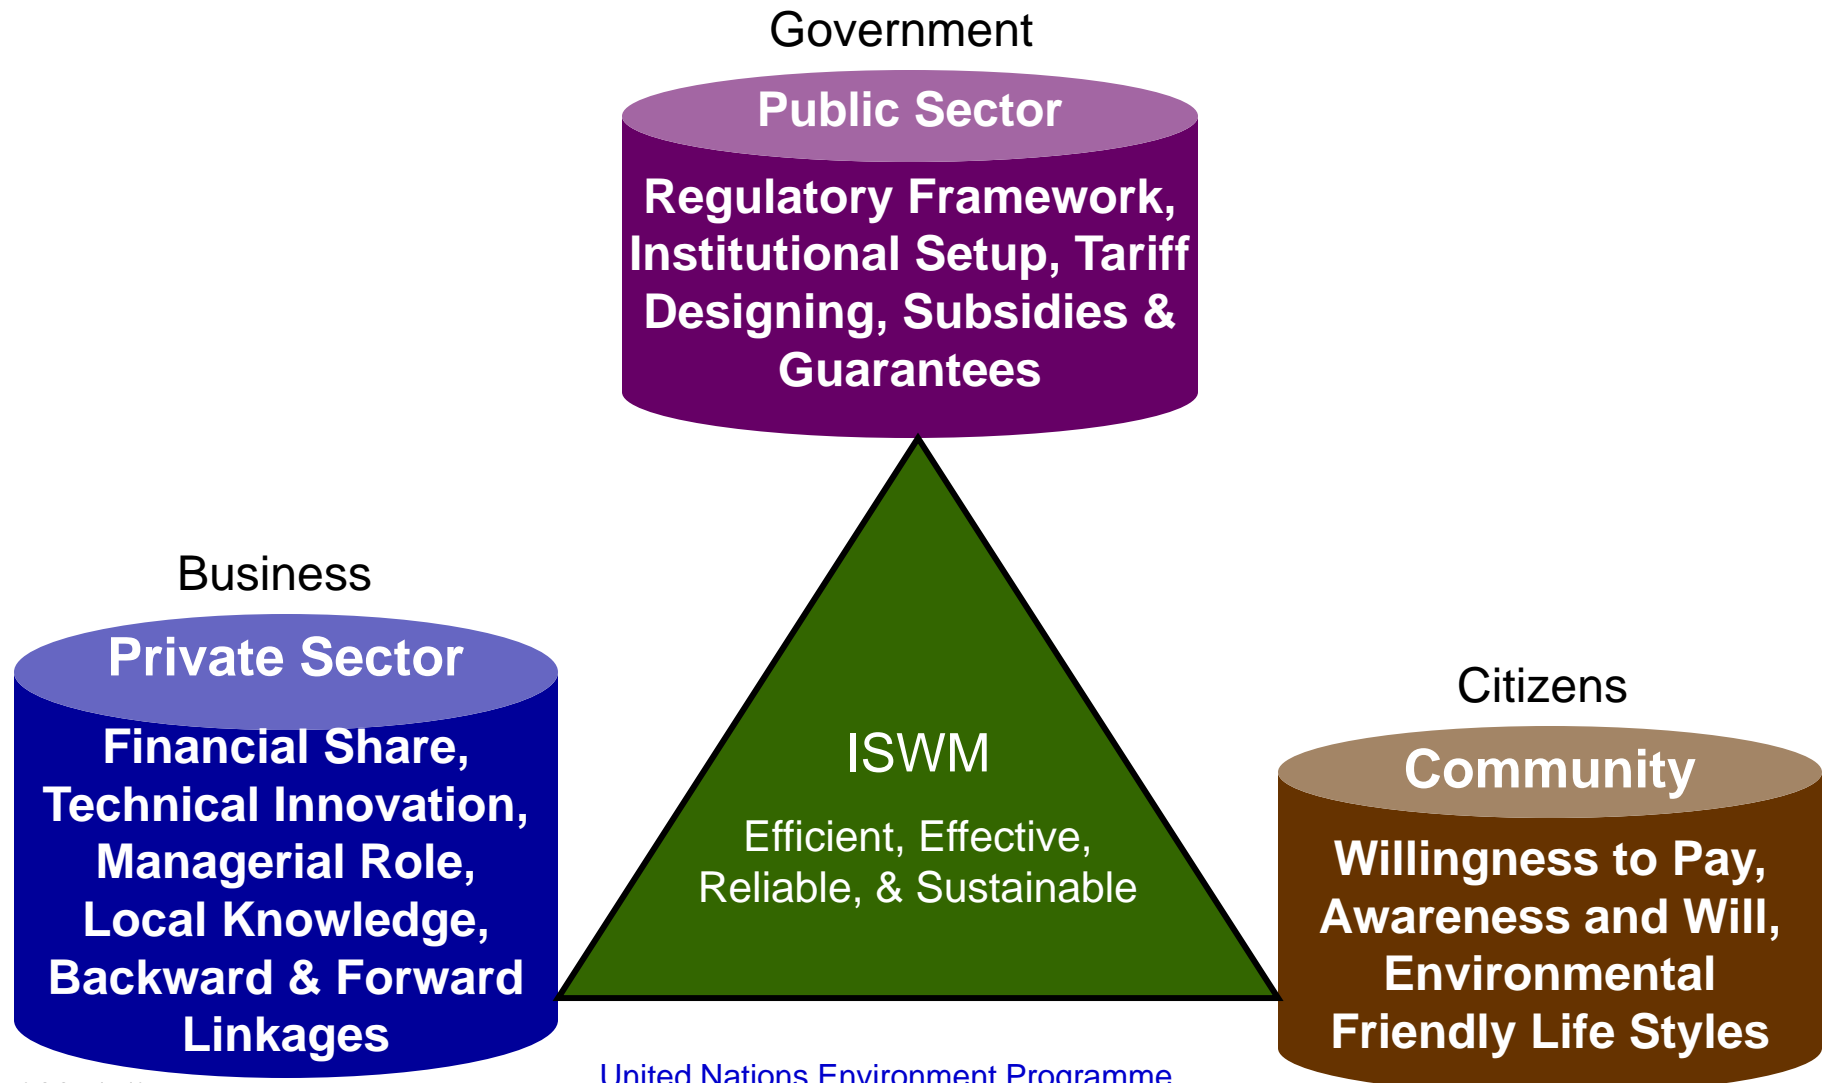 Government
Public Sector
Regulatory Framework,
Institutional Setup, Tariff
Designing, Subsidies &
Guarantees
Business
Private Sector
Financial Share,
Technical Innovation,
Managerial Role,
Local Knowledge,
Backward & Forward
Linkages
ISWM
Efficient, Effective,
Reliable, & Sustainable
Citizens
Community
Willingness to Pay,
Awareness and Will,
Environmental
Friendly Life Styles
United Nations Environment Programme